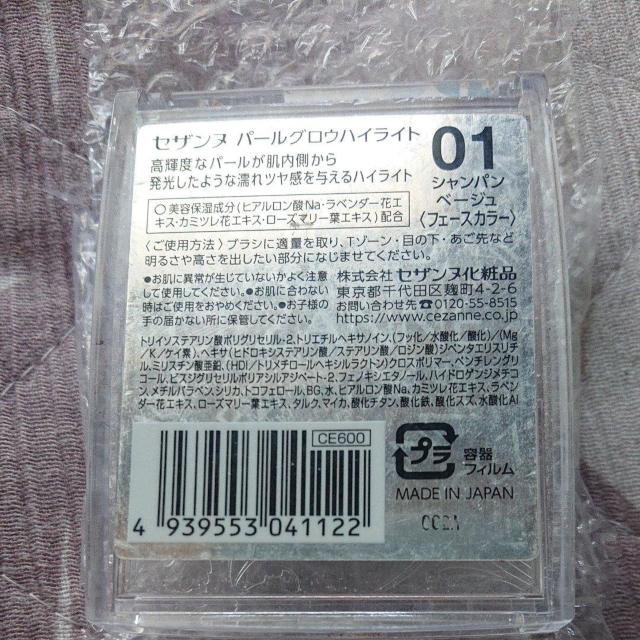 セザンヌ パールグロウハイライト
高輝度なパールが肌内側から
発光したような濡れツヤ感を与えるハイライト
01
シャンパン
ベージュ
〈フェースカラー〉
○美容保湿成分(ヒアルロン酸Na・ラベンダー花エ
キス・カミツレ花エキス・ローズマリー葉エキス)配合
〈ご使用方法〉ブラシに適量を取り、Tゾーン・目の下・あご先など
明るさや高さを出したい部分になじませてください。
●お肌に異常が生じていないかよく注意
して使用してください。●お肌に合わない
時はご使用をおやめください。●お子様の
手の届かない所に保管してください。
株式会社 セザンヌ化粧品
東京都千代田区麹町4-2-6
お問い合わせ先 ☎0120-55-8515
https://www.cezanne.co.jp
トリイソステアリン酸ポリグリセリル-2,トリエチルヘキサノイン,(フッ化/水酸化/酸化)/(Mg
/K/ケイ素),ヘキサ(ヒドロキシステアリン酸/ステアリン酸/ロジン酸)ジペンタエリスリチ
ル,ミリスチン酸亜鉛,(HDI/トリメチロールヘキシルラクトン)クロスポリマー,ペンチレングリ
コール,ビスジグリセリルポリアシルアジペート-2,フェノキシエタノール,ハイドロゲンジメチコ
ン,メチルパラベン,シリカ,トコフェロール,BG,水,ヒアルロン酸Na,カミツレ花エキス,ラベン
ダー花エキス,ローズマリー葉エキス,タルク,マイカ,酸化チタン,酸化鉄,酸化スズ,水酸化Al
CE600
4 939553 041122
プラ
容器
フィルム
MADE IN JAPAN